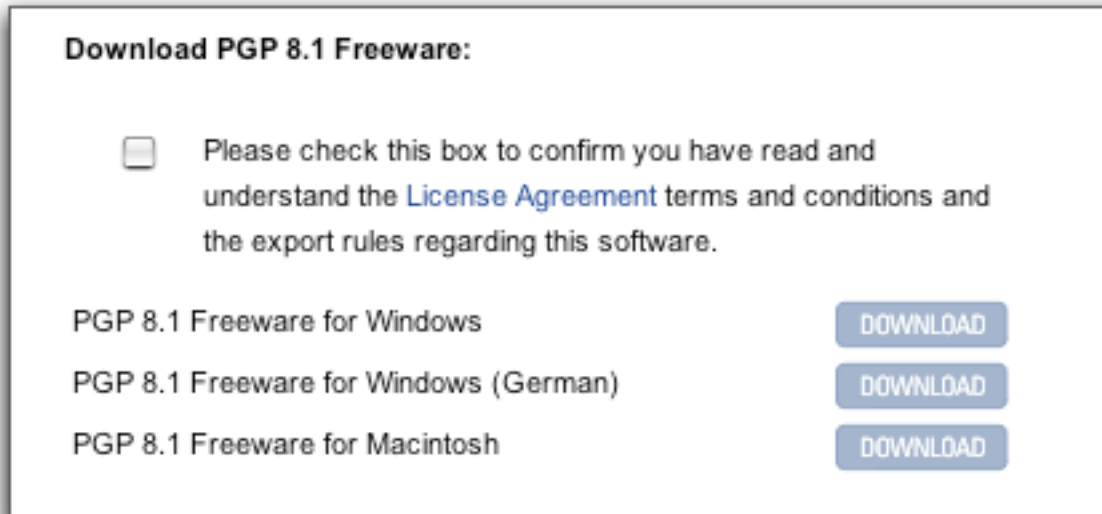 Download PGP 8.1 Freeware:
Please check this box to confirm you have read and
understand the License Agreement terms and conditions and
the export rules regarding this software.
PGP 8.1 Freeware for Windows DOWNLOAD
PGP 8.1 Freeware for Windows (German) DOWNLOAD
PGP 8.1 Freeware for Macintosh DOWNLOAD